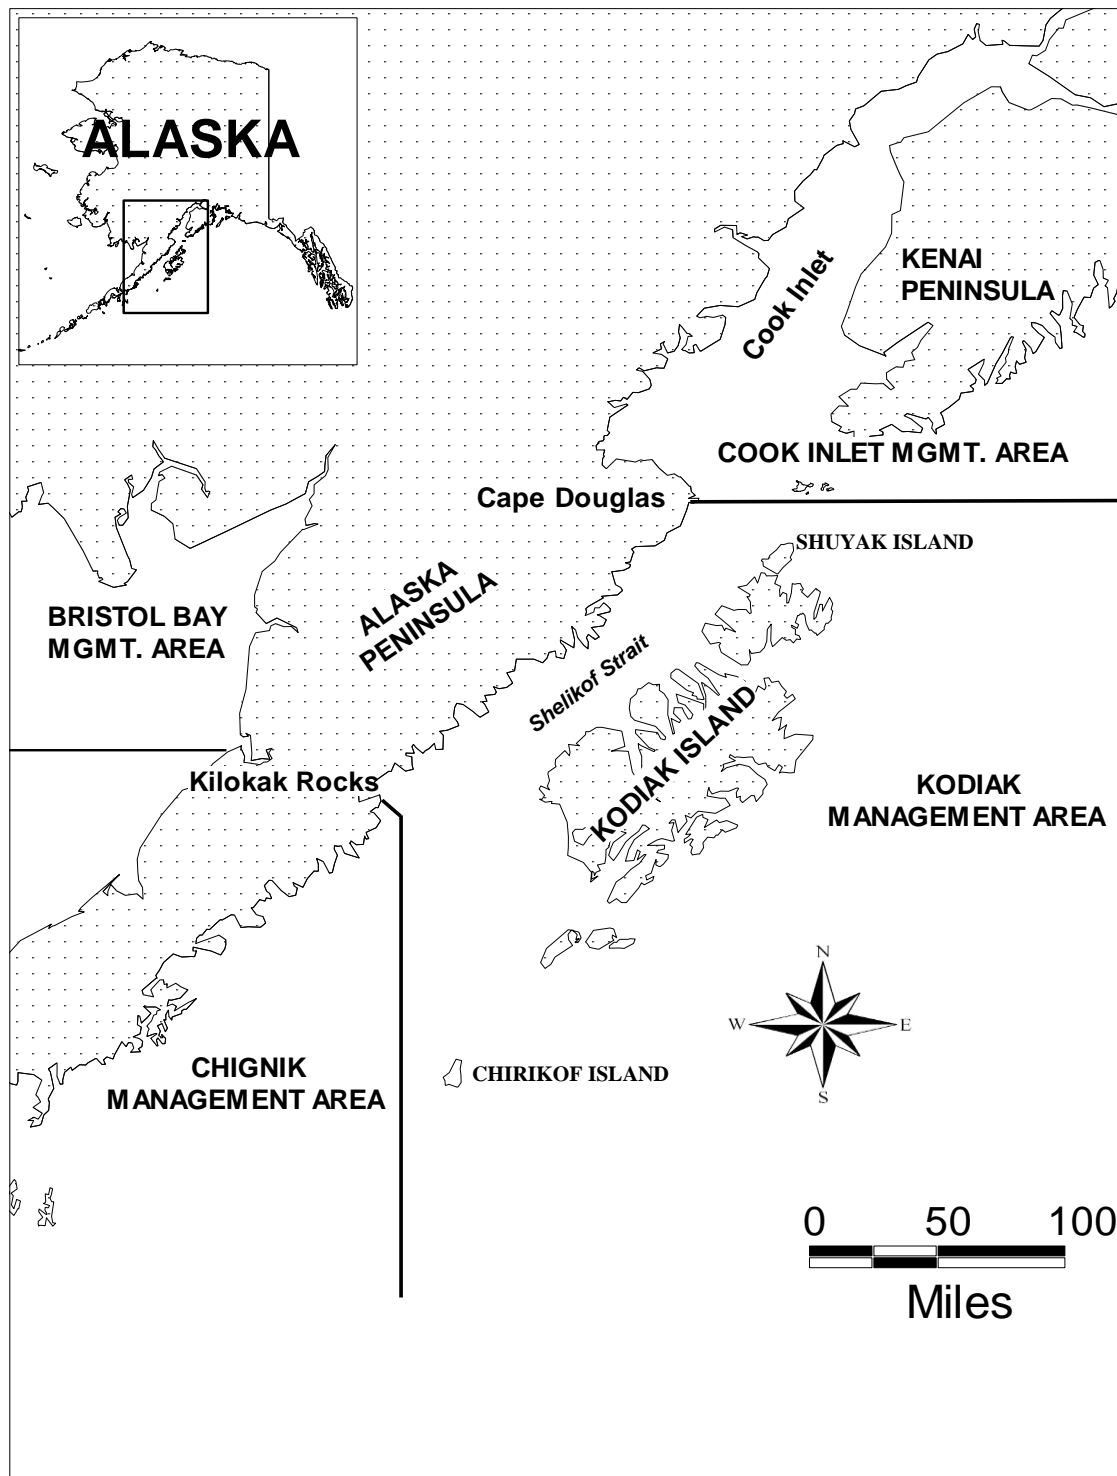 ALASKA
Cook Inlet
KENAI
PENINSULA
COOK INLET MGMT. AREA
Cape Douglas
SHUYAK ISLAND
ALASKA
PENINSULA
BRISTOL BAY
MGMT. AREA
Shelikof Strait
KODIAK ISLAND
Kilokak Rocks
KODIAK
MANAGEMENT AREA
N
W
E
S
CHIGNIK
MANAGEMENT AREA
CHIRIKOF ISLAND
0 50 100
Miles